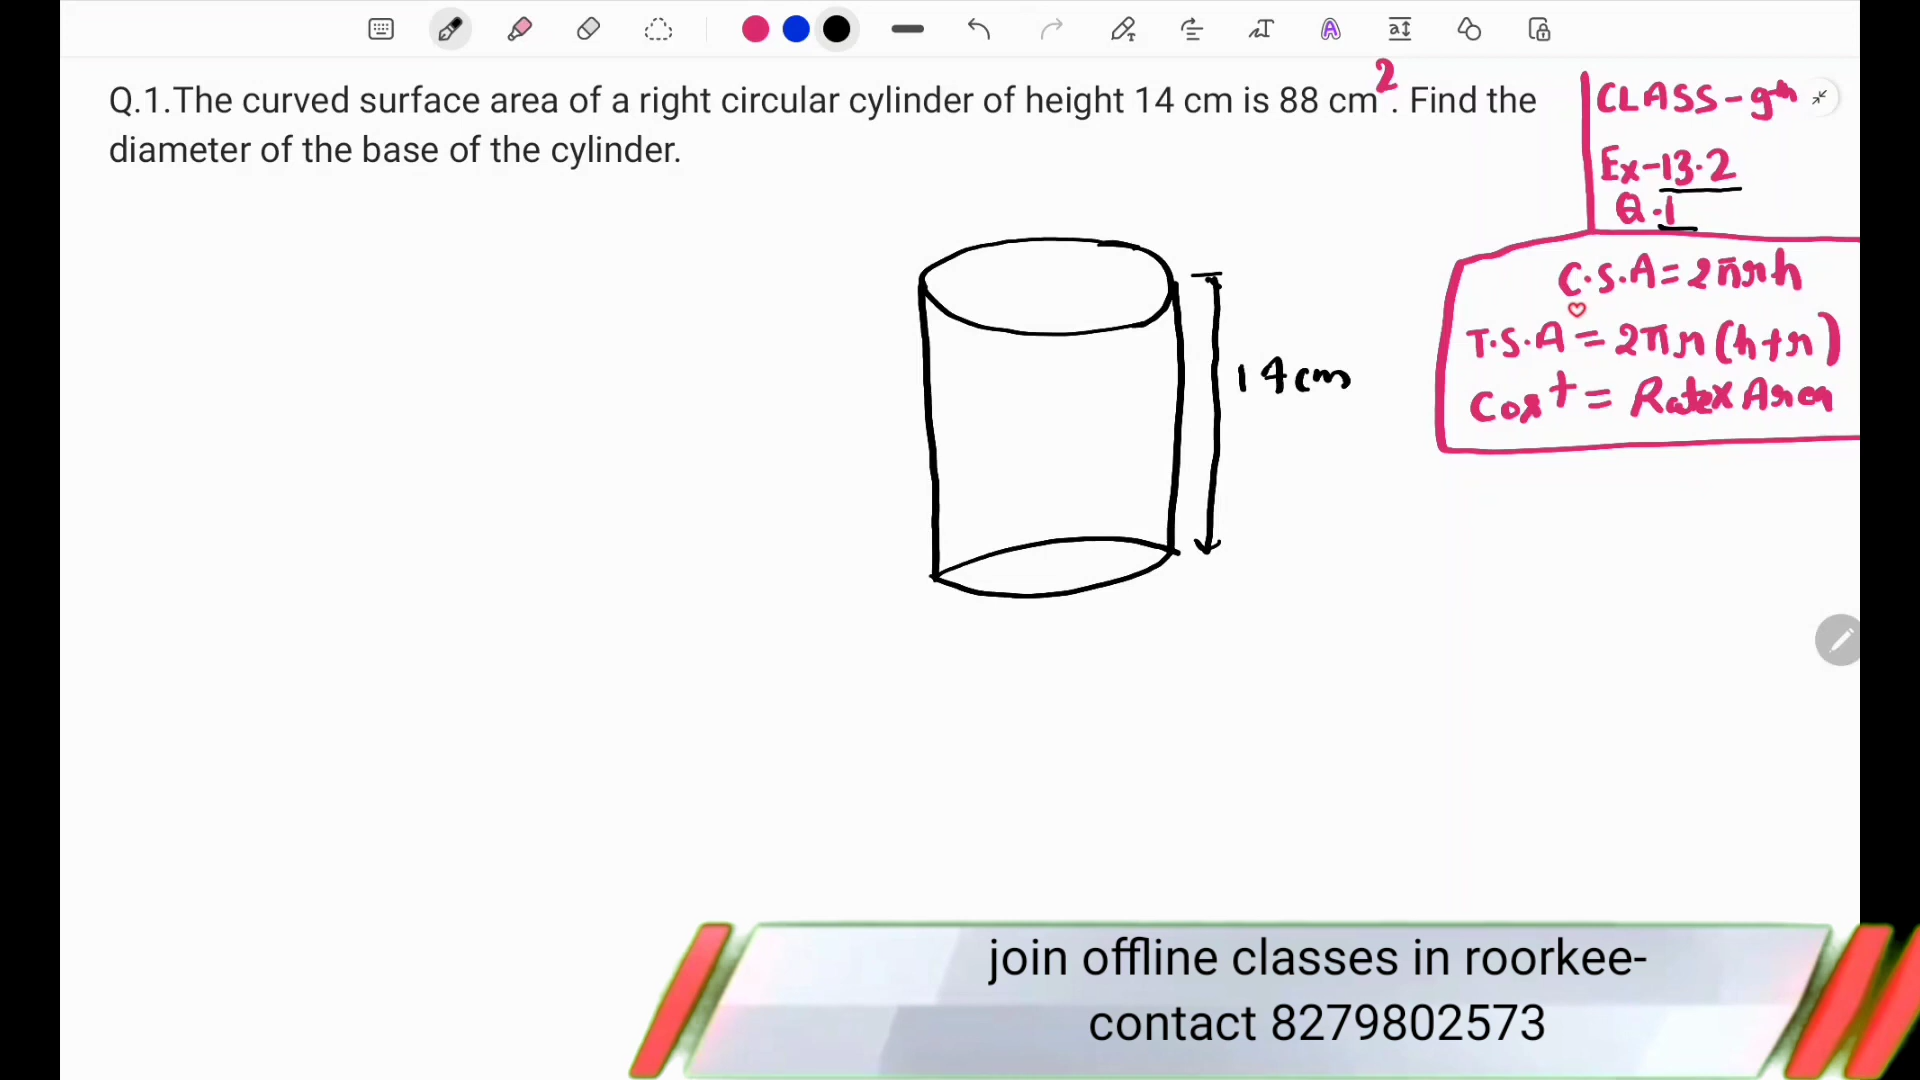 Q.1.The curved surface area of a right circular cylinder of height 14 cm is 88 cm². Find the
diameter of the base of the cylinder.
CLASS-9th
Ex-13.2
Q.1
C.S.A=2πrh
T.S.A=2πr(h+r)
Cost = Rate×Area
14cm
join offline classes in roorkee-
contact 8279802573